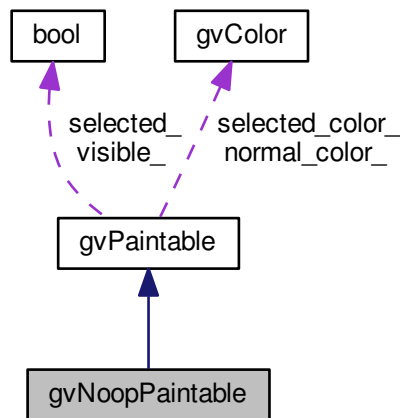 bool
gvColor
selected_
visible_
selected_color_
normal_color_
gvPaintable
gvNoopPaintable